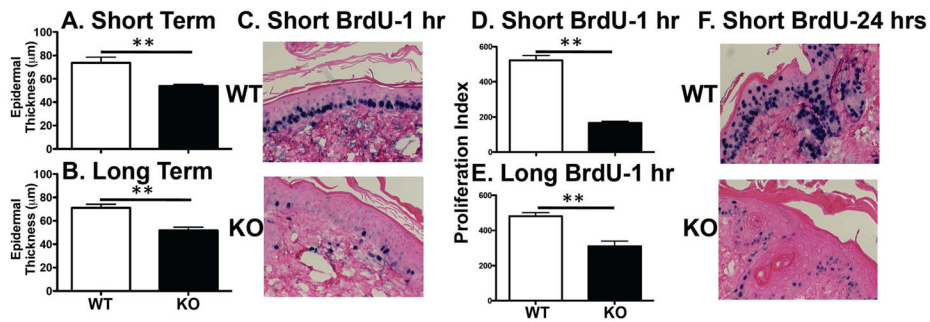 A. Short Term
**
Epidermal
Thickness (μm)
100
80
60
40
20
0
B. Long Term
**
Epidermal
Thickness (μm)
100
80
60
40
20
0
WT
KO
C. Short BrdU-1 hr
WT
KO
D. Short BrdU-1 hr
**
600
400
200
0
Proliferation Index
E. Long BrdU-1 hr
**
600
400
200
0
WT
KO
F. Short BrdU-24 hrs
WT
KO